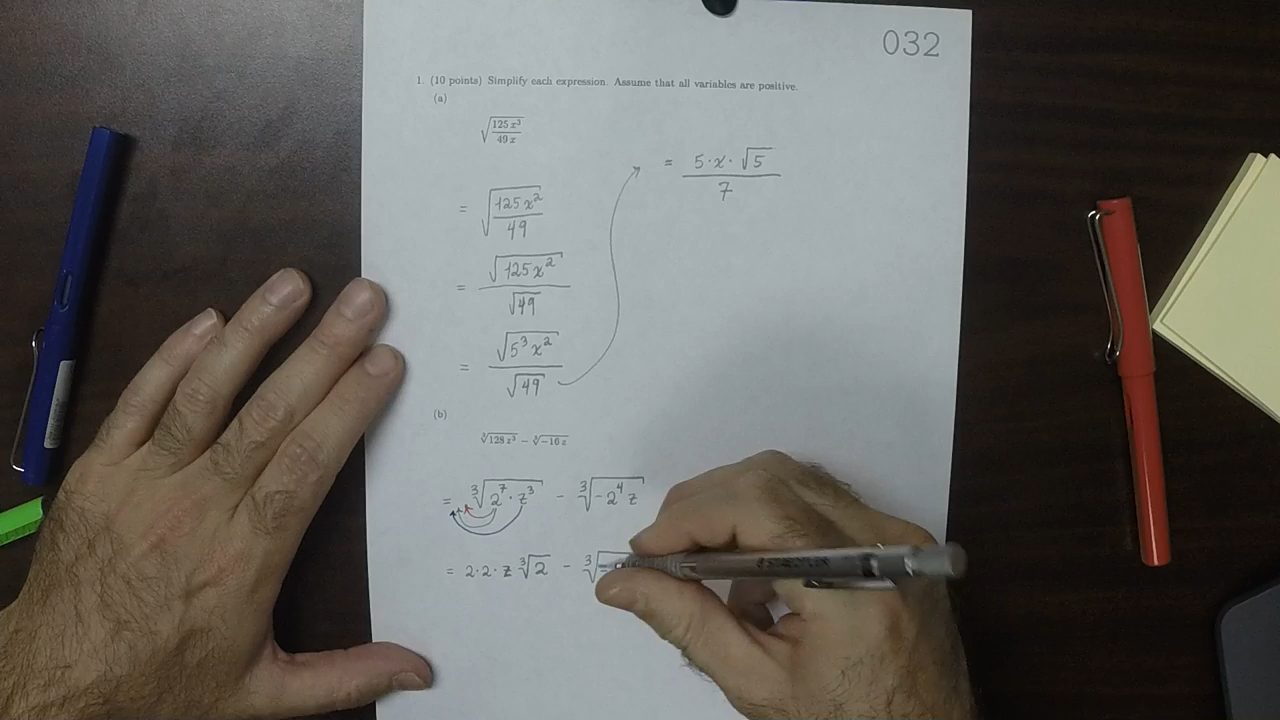 032
1. (10 points) Simplify each expression. Assume that all variables are positive.
(a)
√(125x³/49x)
= √(125x²/49)
= √(125x²)/√49
= √(5³x²)/√49
= 5·x·√5/7
(b)
∛(128z³) − ∛(−16z)
= ∛(2⁷·z³) − ∛(−2⁴z)
= 2·2·z ∛2 − ∛
STAEDTLER